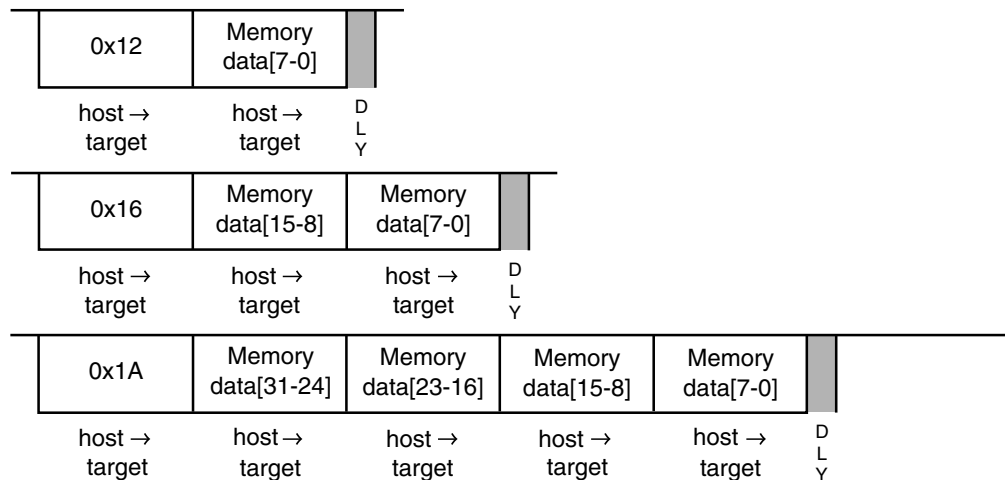 0x12 Memory
data[7-0]
host → host → D
target target L
Y
0x16 Memory Memory
data[15-8] data[7-0]
host → host → host → D
target target target L
Y
0x1A Memory Memory Memory Memory
data[31-24] data[23-16] data[15-8] data[7-0]
host → host → host → host → host → D
target target target target target L
Y